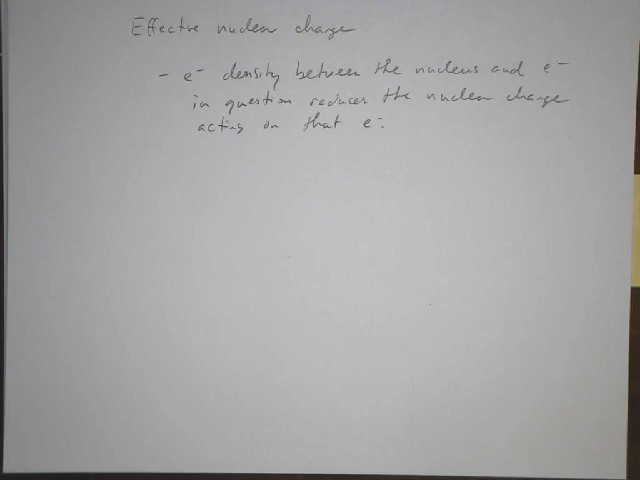 Effective nuclear charge
- e⁻ density between the nucleus and e⁻
in question reduces the nuclear charge
acting on that e⁻.